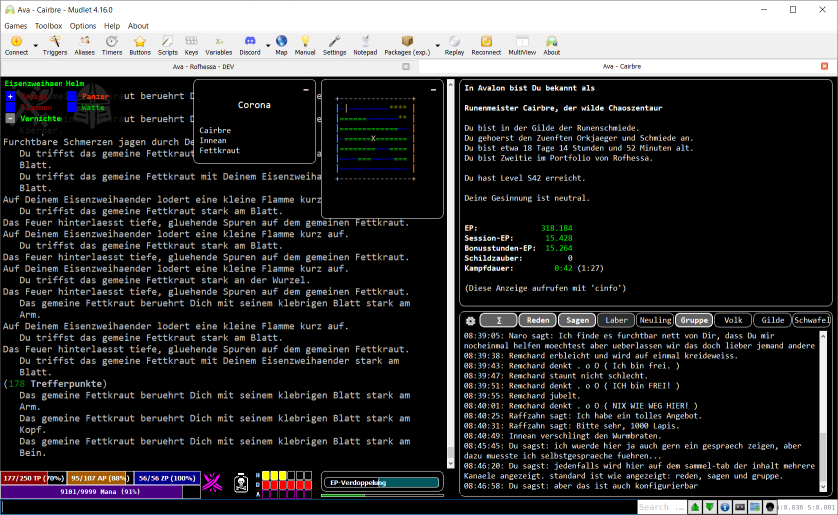 Ava - Cairbre - Mudlet 4.16.0
Games Toolbox Options Help About
Connect Triggers Aliases Timers Buttons Scripts Keys Variables Discord Map Manual Settings Notepad Packages (exp.) Replay Reconnect MultiView About
Ava - Rofhessa - DEV
Ava - Cairbre
Eisenzweihaen Helm
Panzer
Matte
Vernichte
ut beruehrt D
Furchtbare Schmerzen jagen durch De
Du triffst das gemeine Fettkra
Blatt.
Du triffst das gemeine Fettkraut mit Deinem Eisenzweiha
Blatt.
Auf Deinem Eisenzweihaender lodert eine kleine Flamme kurz
Du triffst das gemeine Fettkraut stark am Blatt.
Das Feuer hinterlaesst tiefe, gluehende Spuren auf dem gemeinen Fettkraut.
Auf Deinem Eisenzweihaender lodert eine kleine Flamme kurz auf.
Du triffst das gemeine Fettkraut stark am Blatt.
Das Feuer hinterlaesst tiefe, gluehende Spuren auf dem gemeinen Fettkraut.
Auf Deinem Eisenzweihaender lodert eine kleine Flamme kurz auf.
Du triffst das gemeine Fettkraut stark an der Wurzel.
Das Feuer hinterlaesst tiefe, gluehende Spuren auf dem gemeinen Fettkraut.
Das gemeine Fettkraut beruehrt Dich mit seinem klebrigen Blatt stark am
Arm.
Auf Deinem Eisenzweihaender lodert eine kleine Flamme kurz auf.
Du triffst das gemeine Fettkraut stark am Blatt.
Das Feuer hinterlaesst tiefe, gluehende Spuren auf dem gemeinen Fettkraut.
Du triffst das gemeine Fettkraut mit Deinem Eisenzweihaender stark am
Blatt.
(178 Trefferpunkte)
Das gemeine Fettkraut beruehrt Dich mit seinem klebrigen Blatt stark am
Arm.
Das gemeine Fettkraut beruehrt Dich mit seinem klebrigen Blatt stark am
Kopf.
Das gemeine Fettkraut beruehrt Dich mit seinem klebrigen Blatt stark am
Bein.
177/250 TP (70%) 95/107 AP (88%) 56/56 ZP (100%)
9101/9999 Mana (91%)
H
D
A
EP-Verdoppelung
Corona
Cairbre
Innean
Fettkraut
In Avalon bist Du bekannt als
Runenmeister Cairbre, der wilde Chaoszentaur
Du bist in der Gilde der Runenschmiede.
Du gehoerst den Zuenften Orkjaeger und Schmiede an.
Du bist etwa 18 Tage 14 Stunden und 52 Minuten alt.
Du bist Zweitie im Portfolio von Rofhessa.
Du hast Level S42 erreicht.
Deine Gesinnung ist neutral.
EP: 318.184
Session-EP: 15.428
Bonusstunden-EP: 15.264
Schildzauber: 0
Kampfdauer: 0:42 (1:27)
(Diese Anzeige aufrufen mit 'cinfo')
∑ Reden Sagen Laber Neuling Gruppe Volk Gilde Schwafel
08:39:05: Naro sagt: Ich finde es furchtbar nett von Dir, dass Du mir
nocheinmal helfen moechtest aber ueberlassen wir das doch lieber jemand andere
08:39:38: Remchard erbleicht und wird auf einmal kreideweiss.
08:39:43: Remchard denkt . o O ( Ich bin frei. )
08:39:47: Remchard staunt nicht schlecht.
08:39:51: Remchard denkt . o O ( ICH bin FREI! )
08:39:55: Remchard jubelt.
08:40:01: Remchard denkt . o O ( NIX WIE WEG HIER! )
08:40:25: Raffzahn sagt: Ich habe ein tolles Angebot.
08:40:31: Raffzahn sagt: Bitte sehr, 1000 Lapis.
08:40:49: Innean verschlingt den Wurmbraten.
08:45:45: Du sagst: ich wuerde hier ja auch gern ein gespraech zeigen, aber
dazu muesste ich selbstgespraeche fuehren...
08:46:20: Du sagst: jedenfalls wird hier auf dem sammel-tab der inhalt mehrere
Kanaele angezeigt. standard ist wie angezeigt: reden, sagen und gruppe.
08:46:58: Du sagst: aber das ist auch konfigurierbar
Search ...